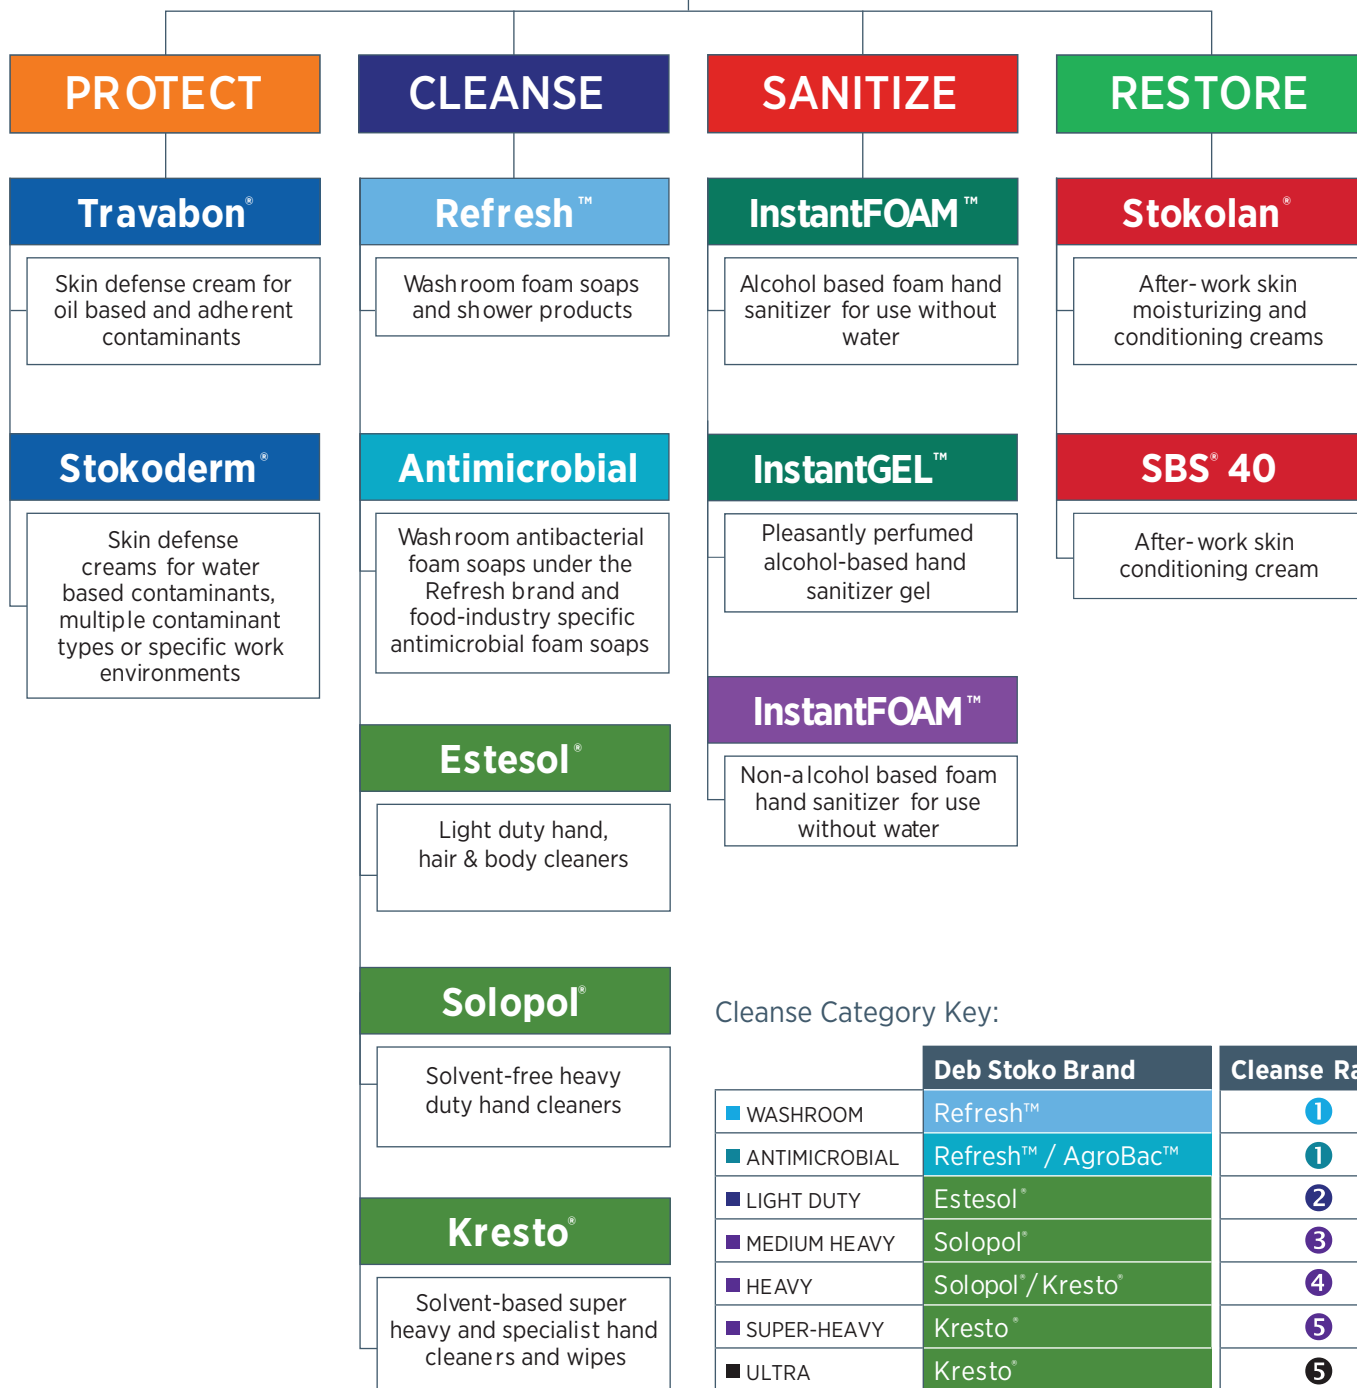 PROTECT
CLEANSE
SANITIZE
RESTORE
Travabon®
Skin defense cream for
oil based and adherent
contaminants
Stokoderm®
Skin defense
creams for water
based contaminants,
multiple contaminant
types or specific work
environments
Refresh™
Washroom foam soaps
and shower products
Antimicrobial
Washroom antibacterial
foam soaps under the
Refresh brand and
food-industry specific
antimicrobial foam soaps
Estesol®
Light duty hand,
hair & body cleaners
Solopol®
Solvent-free heavy
duty hand cleaners
Kresto®
Solvent-based super
heavy and specialist hand
cleaners and wipes
InstantFOAM™
Alcohol based foam hand
sanitizer for use without
water
InstantGEL™
Pleasantly perfumed
alcohol-based hand
sanitizer gel
InstantFOAM™
Non-alcohol based foam
hand sanitizer for use
without water
Stokolan®
After-work skin
moisturizing and
conditioning creams
SBS® 40
After-work skin
conditioning cream
Cleanse Category Key:
Deb Stoko Brand Cleanse Ra
WASHROOM Refresh™ 1
ANTIMICROBIAL Refresh™ / AgroBac™ 1
LIGHT DUTY Estesol® 2
MEDIUM HEAVY Solopol® 3
HEAVY Solopol®/Kresto® 4
SUPER-HEAVY Kresto® 5
ULTRA Kresto® 5